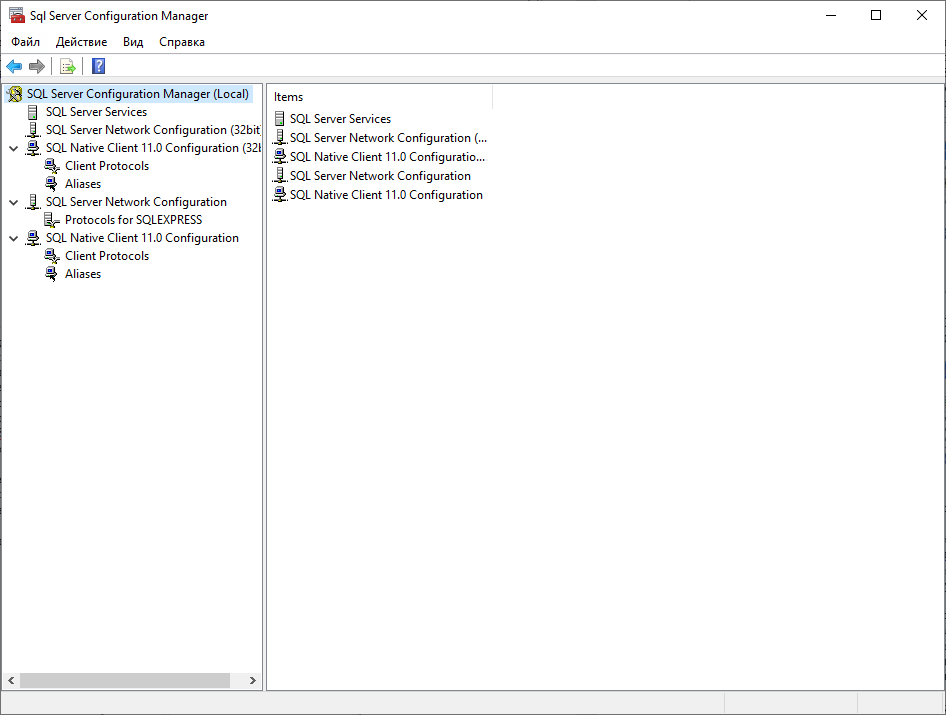 Sql Server Configuration Manager
Файл Действие Вид Справка
SQL Server Configuration Manager (Local)
SQL Server Services
SQL Server Network Configuration (32bit
SQL Native Client 11.0 Configuration (32b
Client Protocols
Aliases
SQL Server Network Configuration
Protocols for SQLEXPRESS
SQL Native Client 11.0 Configuration
Client Protocols
Aliases
Items
SQL Server Services
SQL Server Network Configuration (...
SQL Native Client 11.0 Configuratio...
SQL Server Network Configuration
SQL Native Client 11.0 Configuration